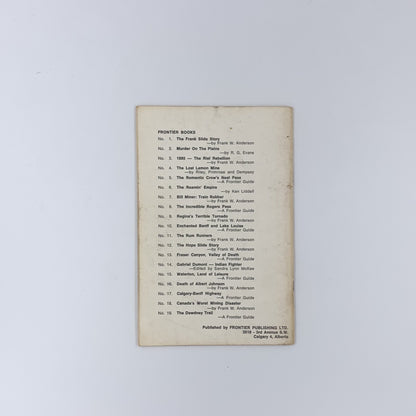 FRONTIER BOOKS
No. 1. The Frank Slide Story
—by Frank W. Anderson
No. 2. Murder On The Plains
—by R. G. Evans
No. 3. 1885 — The Riel Rebellion
—by Frank W. Anderson
No. 4. The Lost Lemon Mine
—by Riley, Primrose and Dempsey
No. 5. The Romantic Crow's Nest Pass
—A Frontier Guide
No. 6. The Roamin' Empire
—by Ken Liddell
No. 7. Bill Miner: Train Robber
—by Frank W. Anderson
No. 8. The Incredible Rogers Pass
—A Frontier Guide
No. 9. Regina's Terrible Tornado
—by Frank W. Anderson
No. 10. Enchanted Banff and Lake Louise
—A Frontier Guide
No. 11. The Rum Runners
—by Frank W. Anderson
No. 12. The Hope Slide Story
—by Frank W. Anderson
No. 13. Fraser Canyon, Valley of Death
—A Frontier Guide
No. 14. Gabriel Dumont — Indian Fighter
—Edited by Sandra Lynn McKee
No. 15. Waterton, Land of Leisure
—A Frontier Guide
No. 16. Death of Albert Johnson
—by Frank W. Anderson
No. 17. Calgary-Banff Highway
—A Frontier Guide
No. 18. Canada's Worst Mining Disaster
—by Frank W. Anderson
No. 19. The Dewdney Trail
—A Frontier Guide
Published by FRONTIER PUBLISHING LTD.
3rd Avenue S.W.
Calgary 4, Alberta